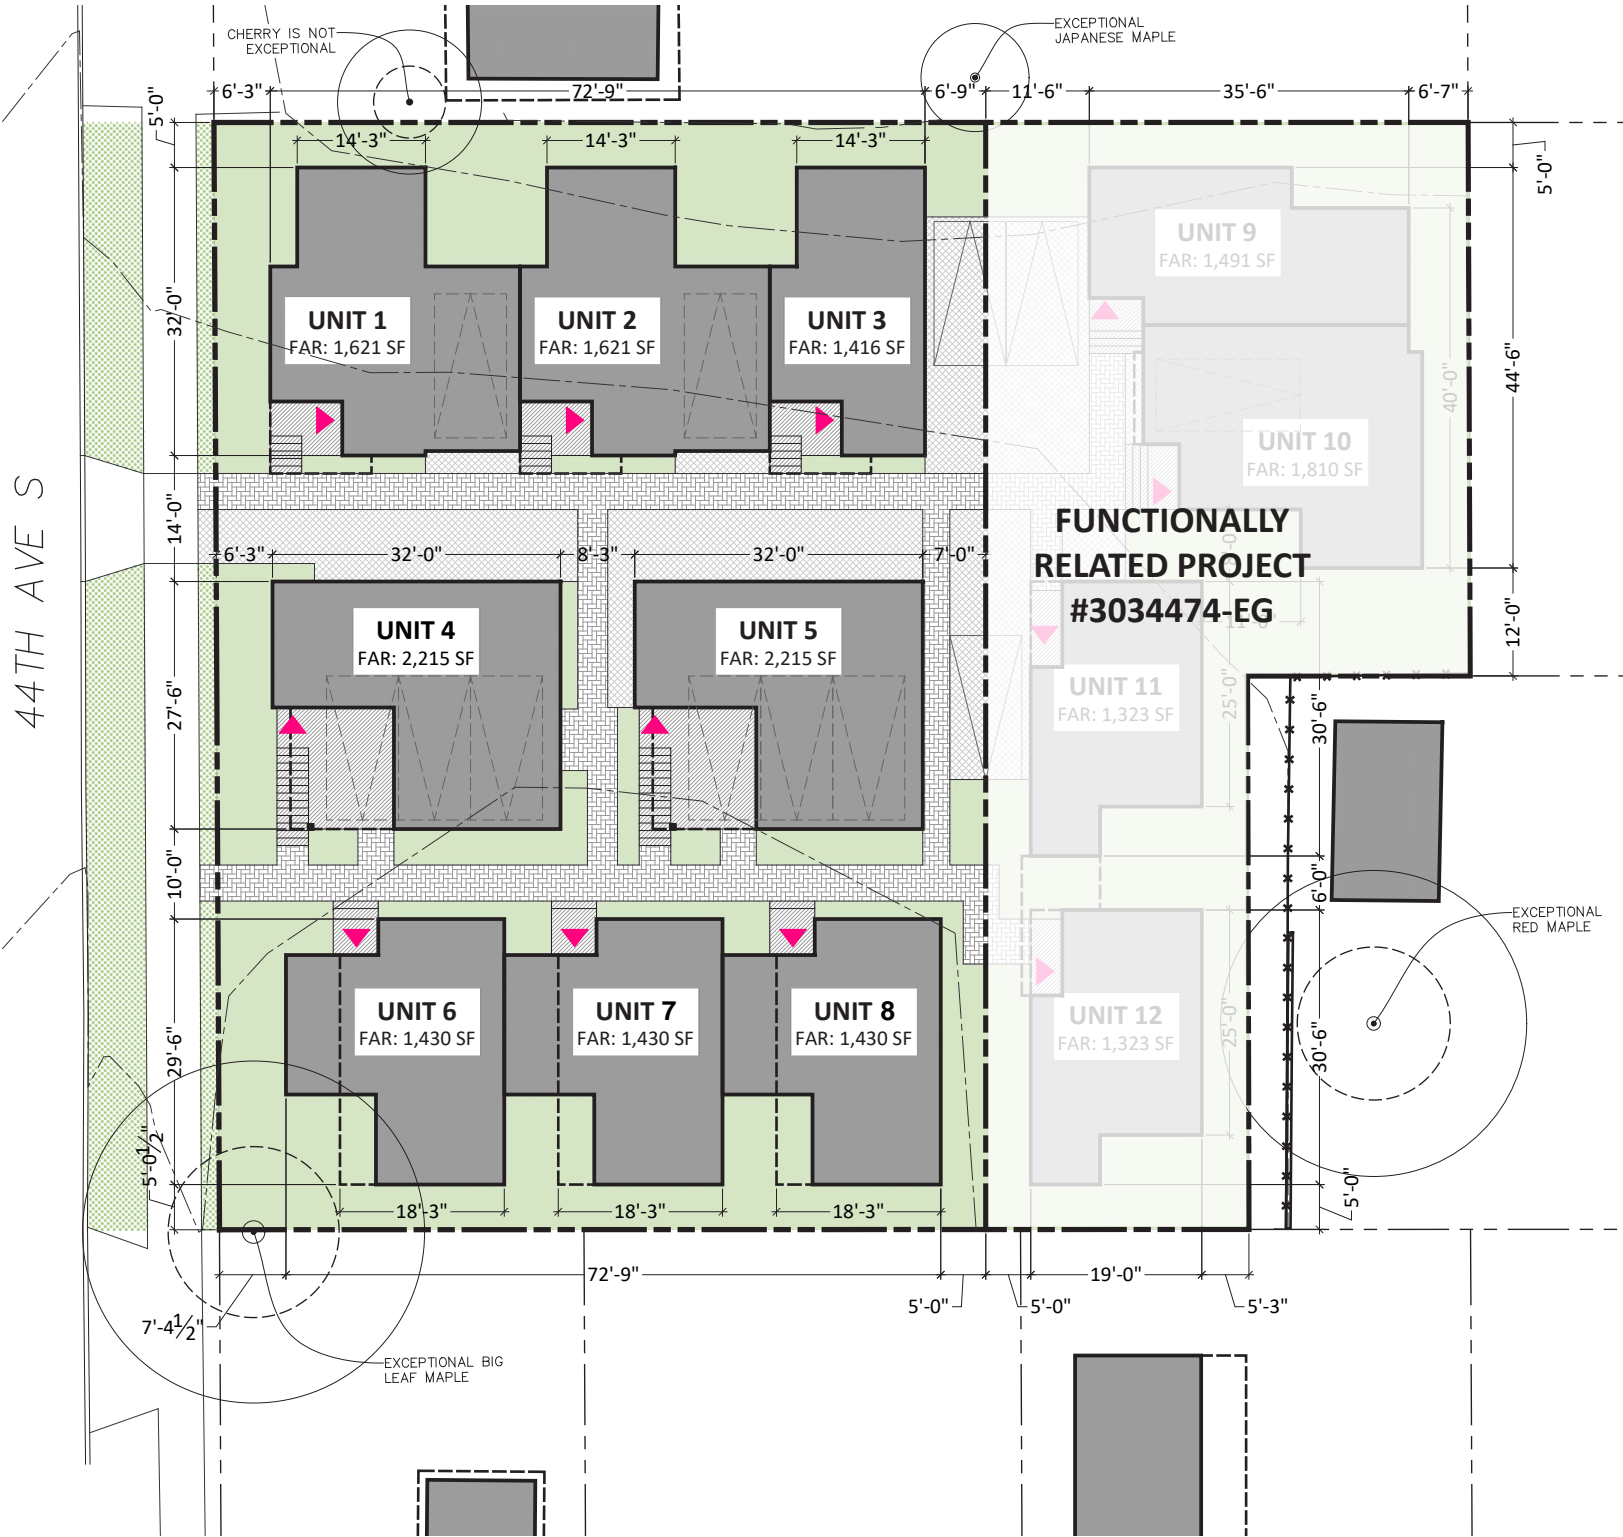 CHERRY IS NOT
EXCEPTIONAL
EXCEPTIONAL
JAPANESE MAPLE
5'-0"
6'-3"
72'-9"
6'-9"
11'-6"
35'-6"
6'-7"
14'-3"
14'-3"
14'-3"
5'-0"
UNIT 9
FAR: 1,491 SF
32'-0"
UNIT 1
FAR: 1,621 SF
UNIT 2
FAR: 1,621 SF
UNIT 3
FAR: 1,416 SF
44'-6"
40'-0"
UNIT 10
FAR: 1,810 SF
44TH AVE S
14'-0"
FUNCTIONALLY
RELATED PROJECT
#3034474-EG
6'-3"
32'-0"
8'-3"
32'-0"
7'-0"
12'-0"
UNIT 4
FAR: 2,215 SF
UNIT 5
FAR: 2,215 SF
27'-6"
UNIT 11
FAR: 1,323 SF
25'-0"
30'-6"
10'-0"
6'-0"
EXCEPTIONAL
RED MAPLE
UNIT 6
FAR: 1,430 SF
UNIT 7
FAR: 1,430 SF
UNIT 8
FAR: 1,430 SF
UNIT 12
FAR: 1,323 SF
25'-0"
30'-6"
29'-6"
5'-0 1/2"
18'-3"
18'-3"
18'-3"
5'-0"
72'-9"
19'-0"
7'-4 1/2"
5'-0"
5'-0"
5'-3"
EXCEPTIONAL BIG
LEAF MAPLE